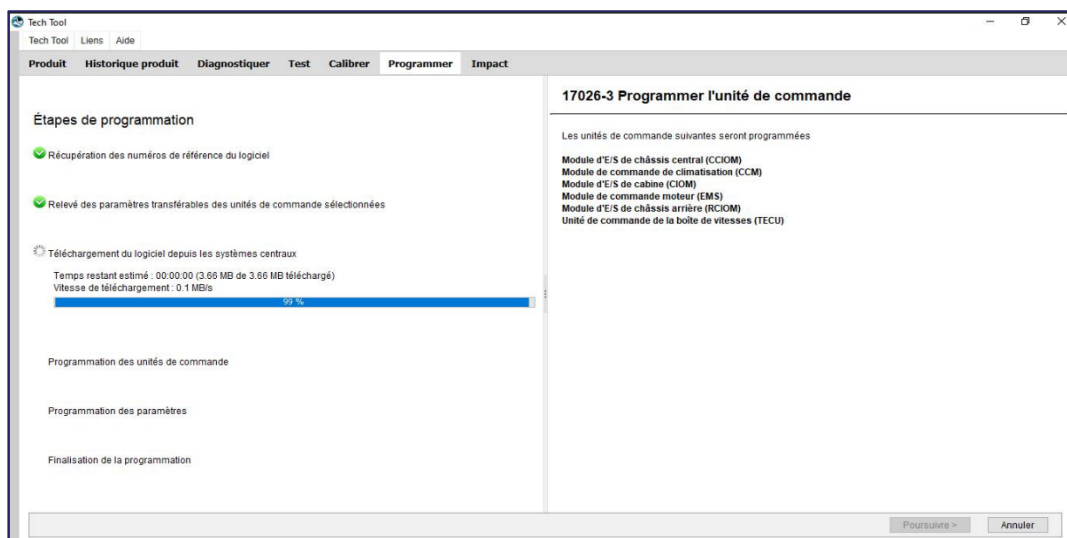 Tech Tool
Tech Tool Liens Aide
Produit Historique produit Diagnostiquer Test Calibrer Programmer Impact
Étapes de programmation
Récupération des numéros de référence du logiciel
Relevé des paramètres transférables des unités de commande sélectionnées
Téléchargement du logiciel depuis les systèmes centraux
Temps restant estimé : 00:00:00 (3.66 MB de 3.66 MB téléchargé)
Vitesse de téléchargement : 0.1 MB/s
99 %
Programmation des unités de commande
Programmation des paramètres
Finalisation de la programmation
17026-3 Programmer l'unité de commande
Les unités de commande suivantes seront programmées
Module d'E/S de châssis central (CCIOM)
Module de commande de climatisation (CCM)
Module d'E/S de cabine (CIOM)
Module de commande moteur (EMS)
Module d'E/S de châssis arrière (RCIOM)
Unité de commande de la boîte de vitesses (TECU)
Poursuivre > Annuler